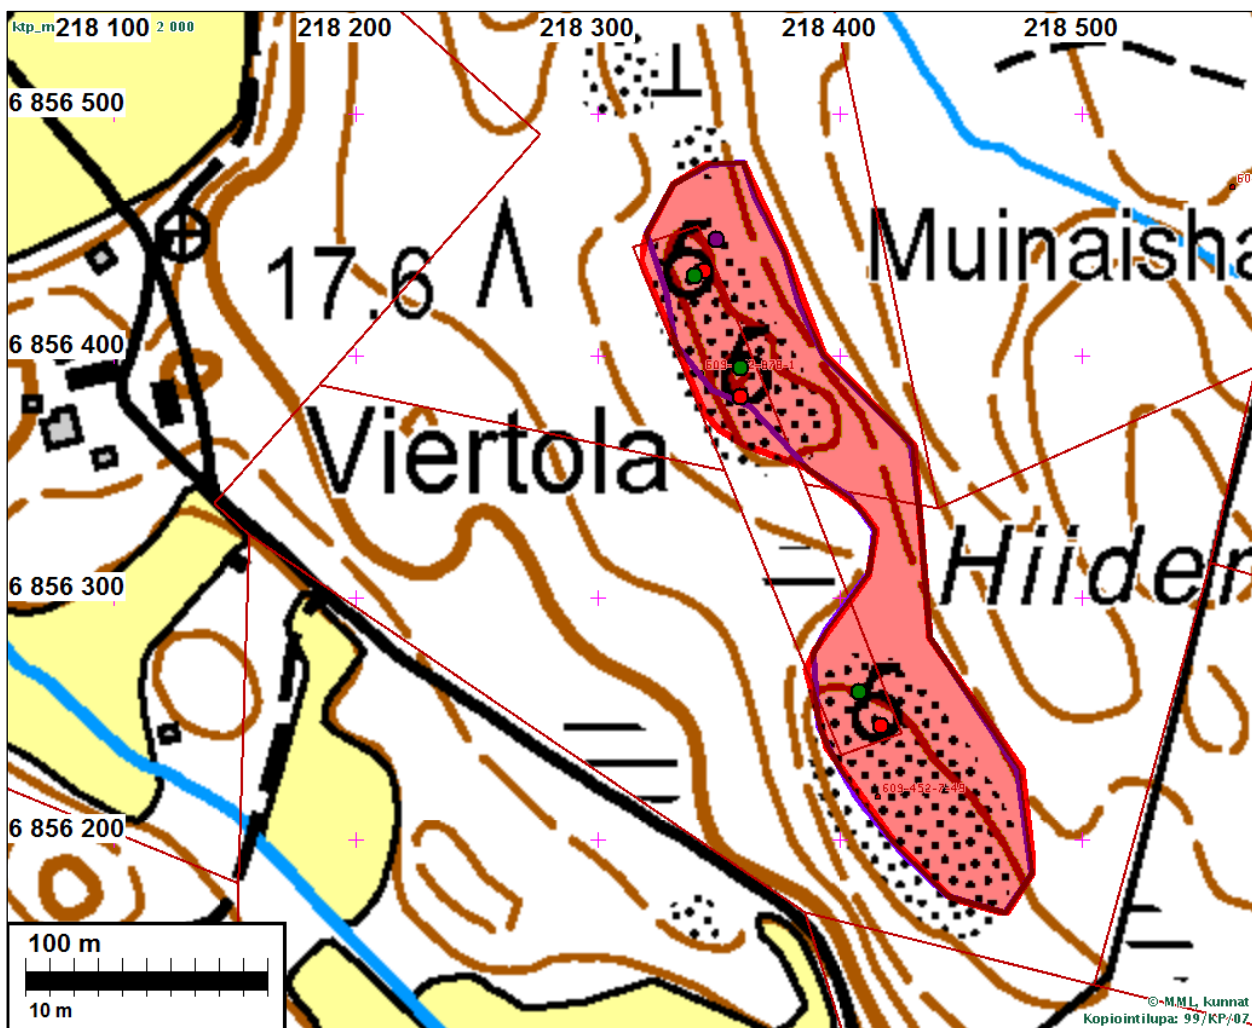 ktp_m 218 100 2 000 218 200 218 300 218 400 218 500
6 856 500
17.6
Muinaisha
6 856 400
Viertola
Hiider
6 856 300
609-452-7-49
6 856 200
100 m
10 m
© MML, kunnat
Kopiointilupa: 99/KP/07